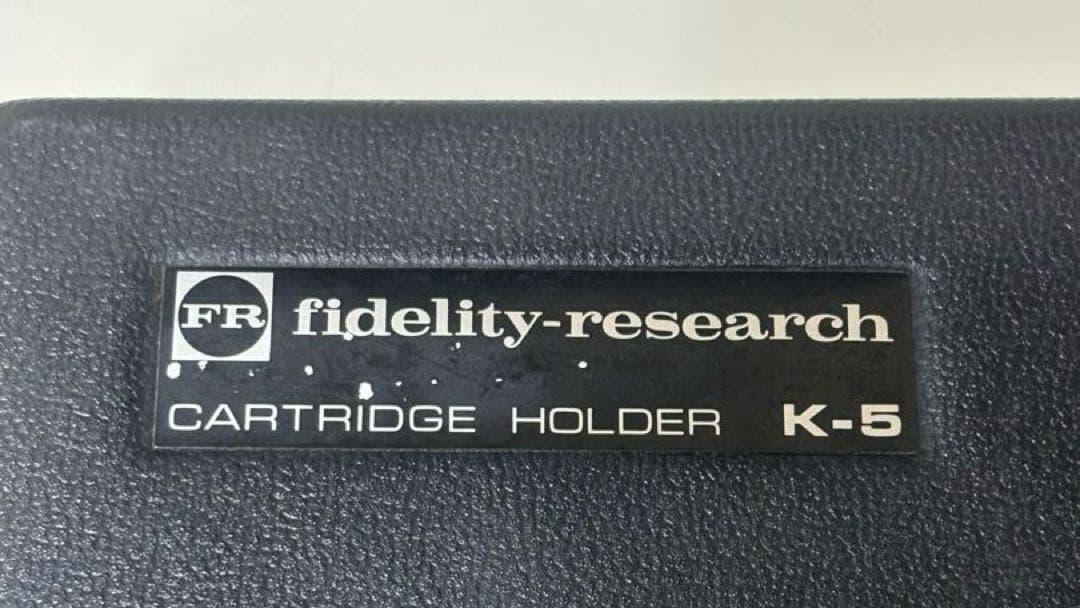 FR fidelity-research
CARTRIDGE HOLDER K-5